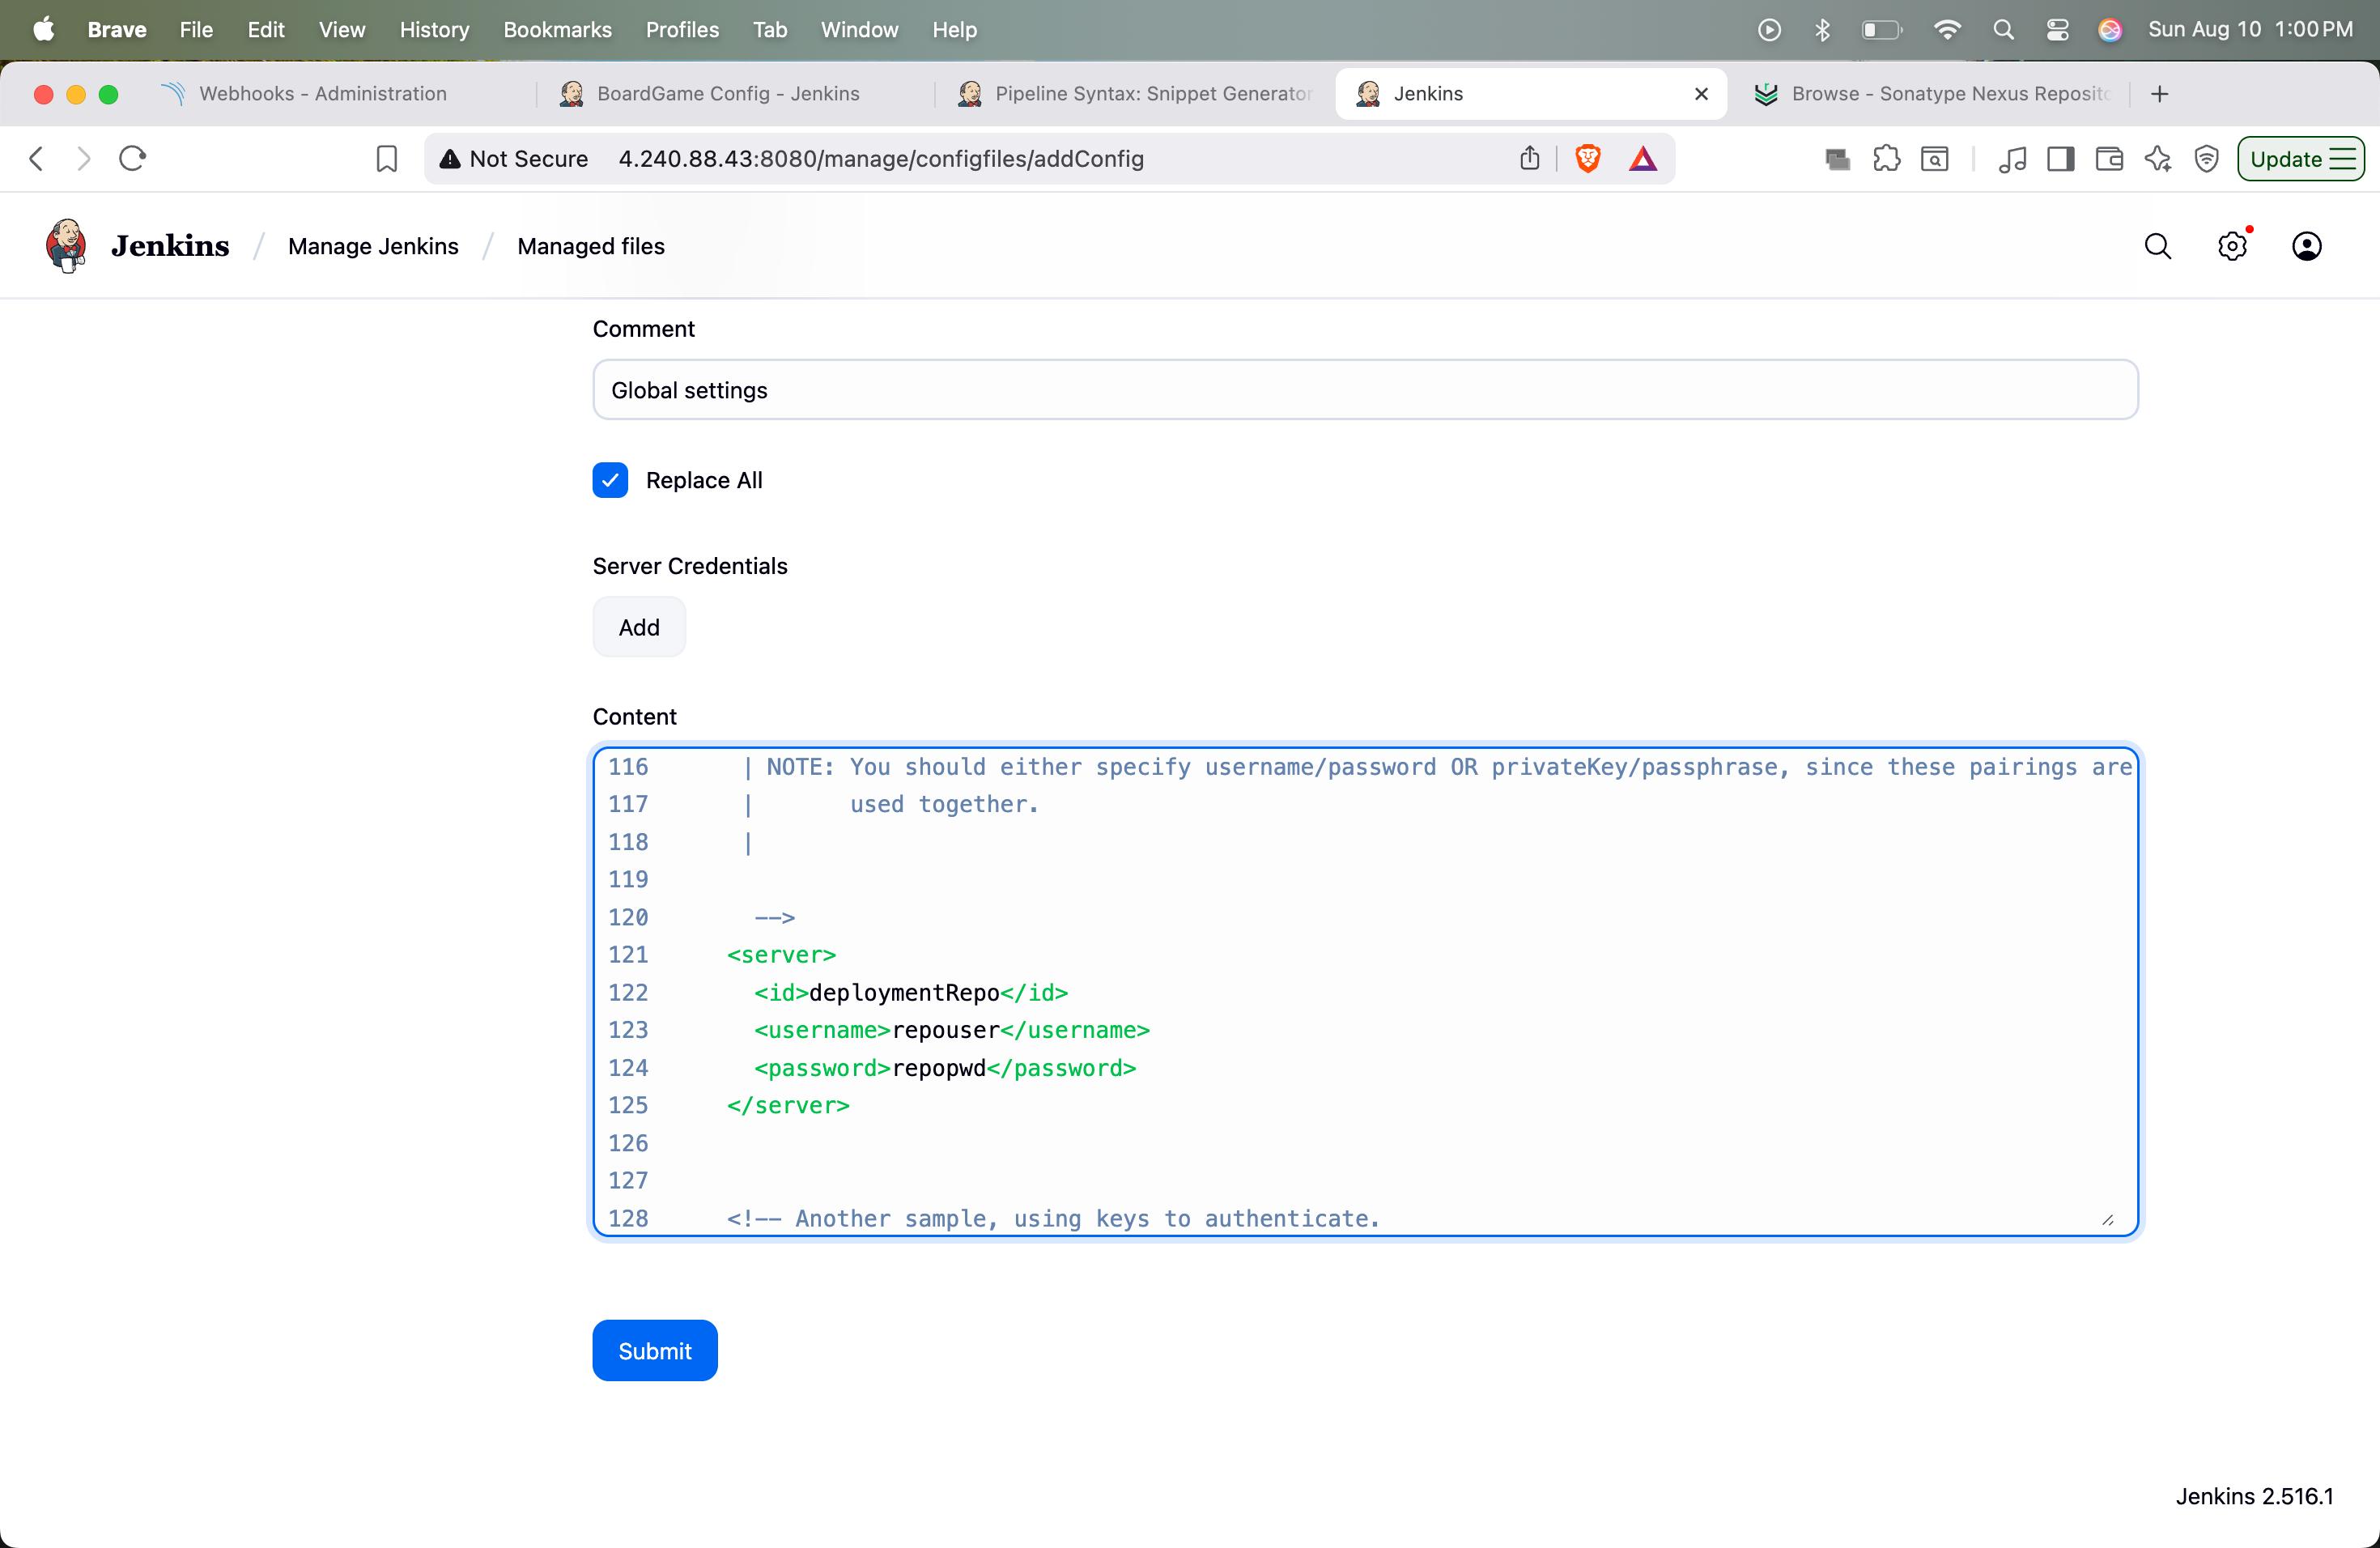 Brave File Edit View History Bookmarks Profiles Tab Window Help Sun Aug 10 1:00 PM
Webhooks - Administration BoardGame Config - Jenkins Pipeline Syntax: Snippet Generator Jenkins Browse - Sonatype Nexus Reposito
Not Secure 4.240.88.43:8080/manage/configfiles/addConfig Update
Jenkins / Manage Jenkins / Managed files
Comment
Global settings
Replace All
Server Credentials
Add
Content
116 | NOTE: You should either specify username/password OR privateKey/passphrase, since these pairings are
117 | used together.
118 |
119
120 -->
121 <server>
122 <id>deploymentRepo</id>
123 <username>repouser</username>
124 <password>repopwd</password>
125 </server>
126
127
128 <!-- Another sample, using keys to authenticate.
Submit
Jenkins 2.516.1